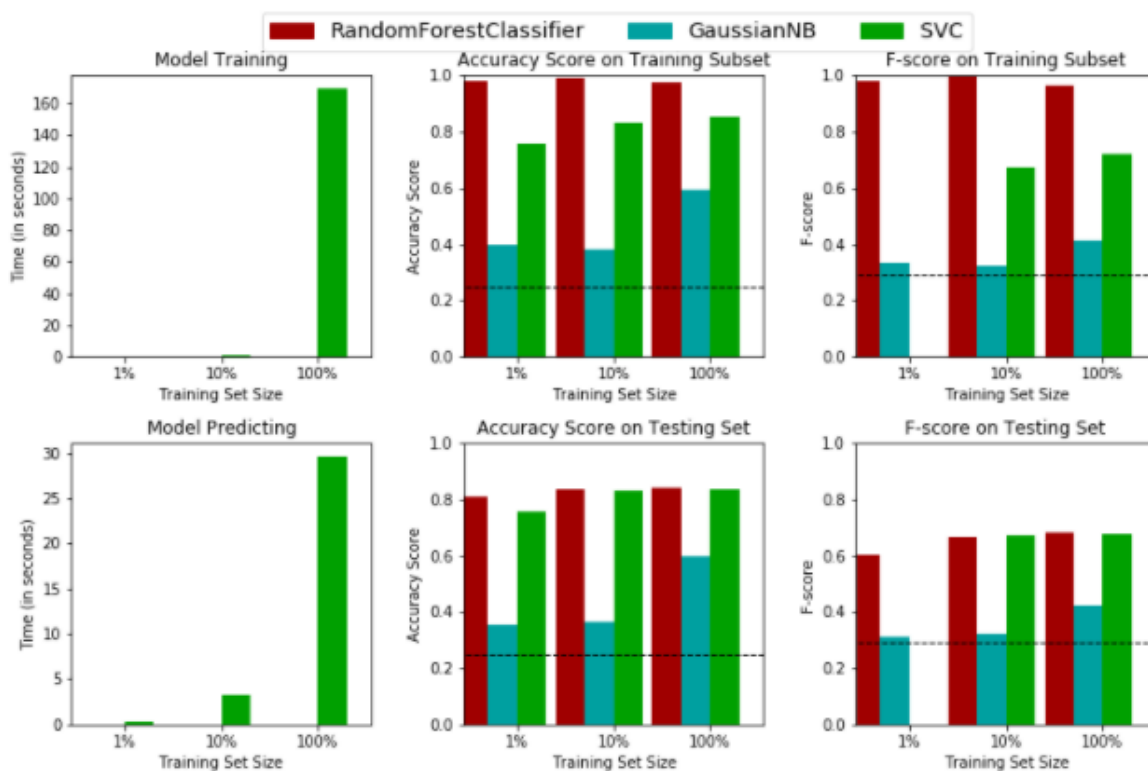 RandomForestClassifier GaussianNB SVC
Model Training
Time (in seconds)
160
140
120
100
80
60
40
20
0
1% 10% 100%
Training Set Size
Accuracy Score on Training Subset
Accuracy Score
1.0
0.8
0.6
0.4
0.2
0.0
1% 10% 100%
Training Set Size
F-score on Training Subset
F-score
1.0
0.8
0.6
0.4
0.2
0.0
1% 10% 100%
Training Set Size
Model Predicting
Time (in seconds)
30
25
20
15
10
5
0
1% 10% 100%
Training Set Size
Accuracy Score on Testing Set
Accuracy Score
1.0
0.8
0.6
0.4
0.2
0.0
1% 10% 100%
Training Set Size
F-score on Testing Set
F-score
1.0
0.8
0.6
0.4
0.2
0.0
1% 10% 100%
Training Set Size